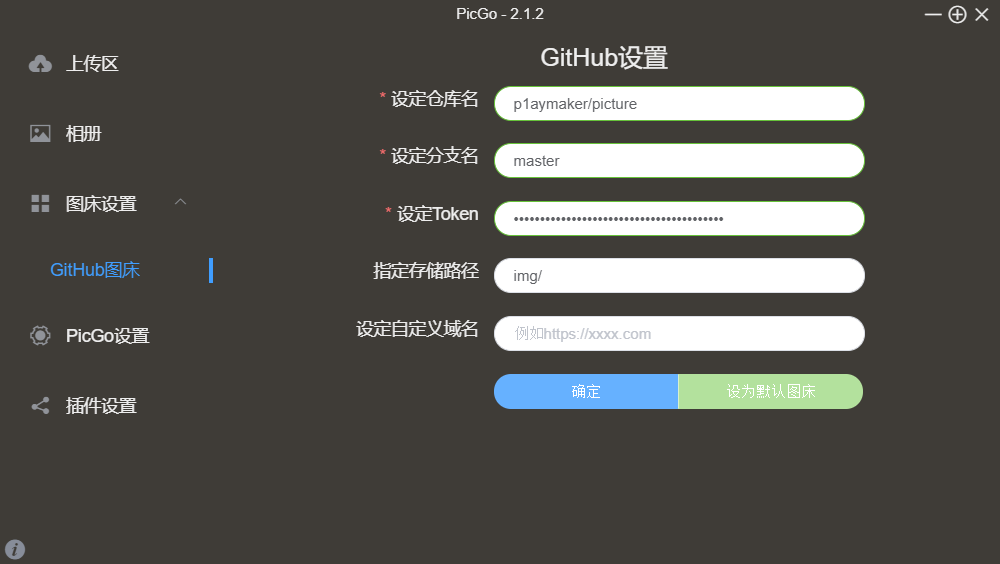 PicGo - 2.1.2
上传区
相册
图床设置
GitHub图床
PicGo设置
插件设置
GitHub设置
* 设定仓库名 p1aymaker/picture
* 设定分支名 master
* 设定Token ••••••••••••••••••••••••••••••••••••••••
指定存储路径 img/
设定自定义域名 例如https://xxxx.com
确定 设为默认图床